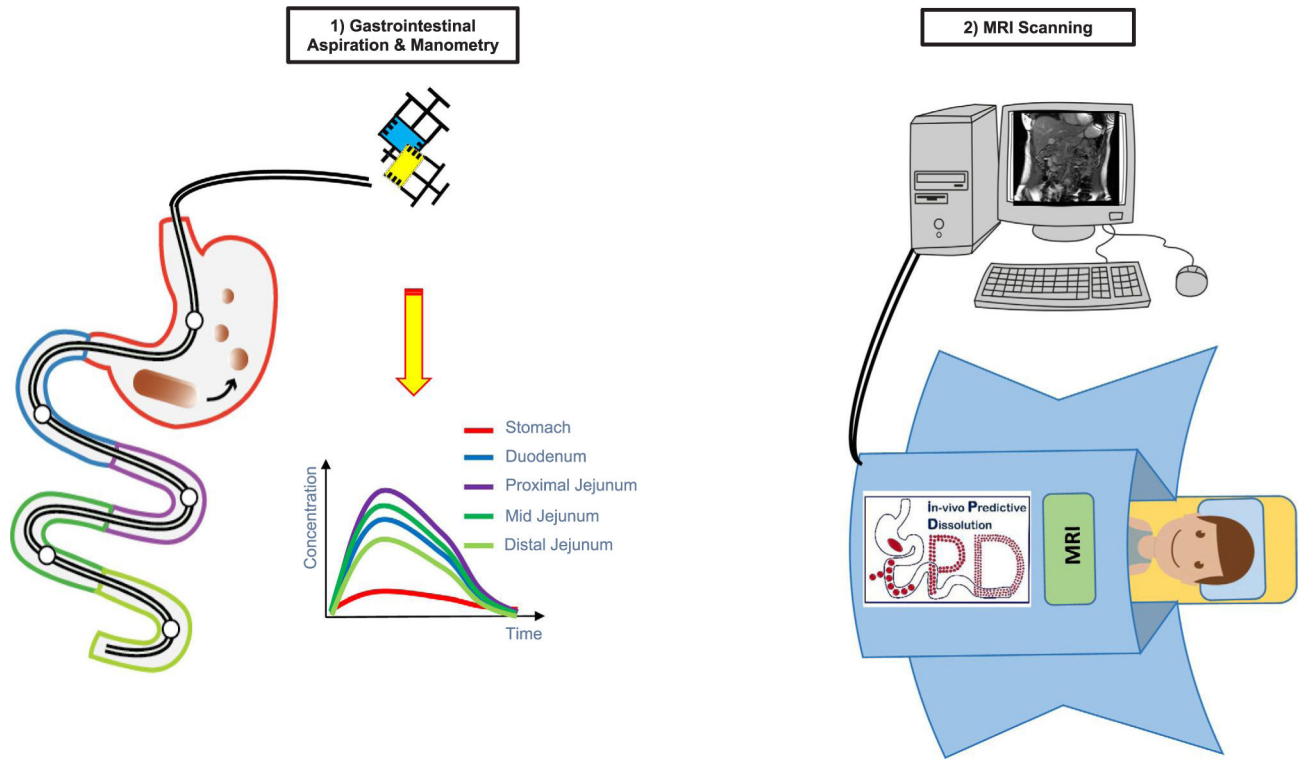 1) Gastrointestinal
Aspiration & Manometry
2) MRI Scanning
Stomach
Duodenum
Proximal Jejunum
Mid Jejunum
Distal Jejunum
Concentration
Time
In-vivo Predictive
Dissolution
iPD
MRI